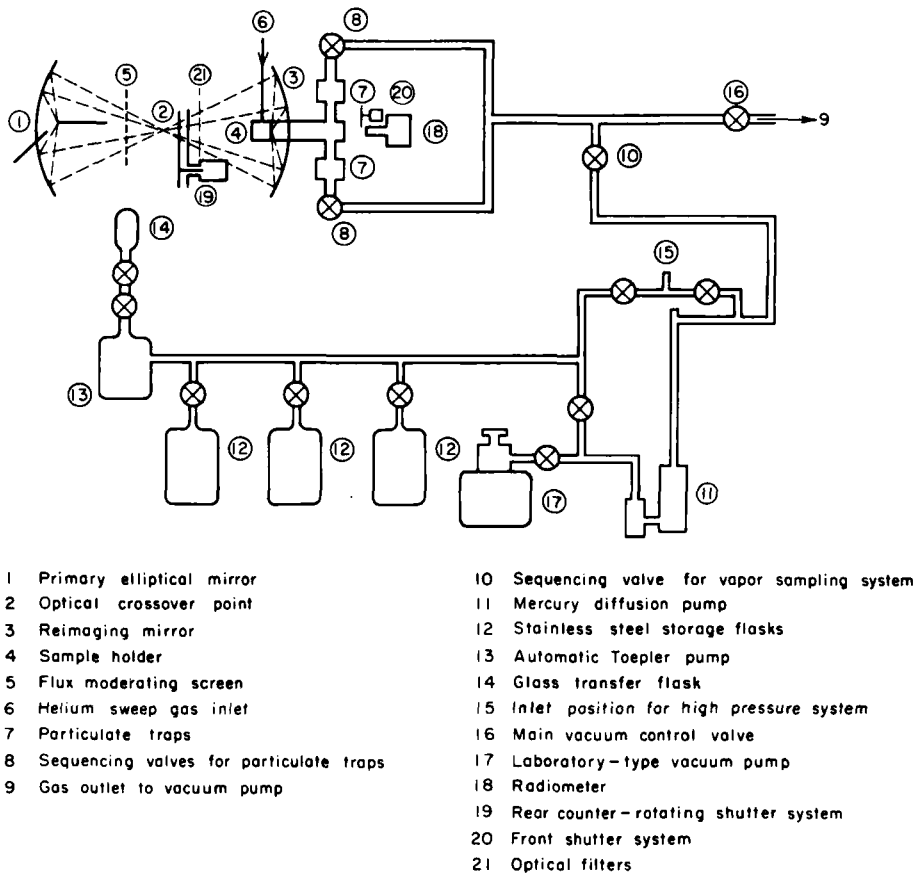 6
8
5
21
3
7
20
16
2
1
4
18
9
10
7
19
8
14
15
13
12
12
12
17
11
1 Primary elliptical mirror
2 Optical crossover point
3 Reimaging mirror
4 Sample holder
5 Flux moderating screen
6 Helium sweep gas inlet
7 Particulate traps
8 Sequencing valves for particulate traps
9 Gas outlet to vacuum pump
10 Sequencing valve for vapor sampling system
11 Mercury diffusion pump
12 Stainless steel storage flasks
13 Automatic Toepler pump
14 Glass transfer flask
15 Inlet position for high pressure system
16 Main vacuum control valve
17 Laboratory-type vacuum pump
18 Radiometer
19 Rear counter-rotating shutter system
20 Front shutter system
21 Optical filters